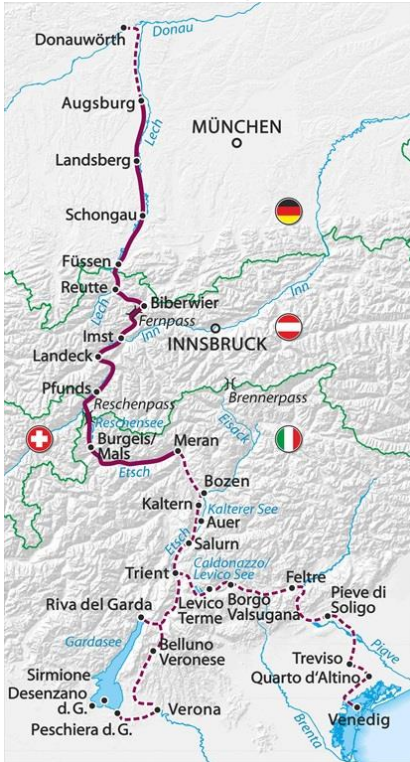 Donauwörth
Donau
Augsburg
MÜNCHEN
Lech
Landsberg
Schongau
Füssen
Reutte
Inn
Biberwier
Lech
Fernpass
Imst
Inn
INNSBRUCK
Landeck
Pfunds
Reschenpass
Brennerpass
Reschensee
Eisack
Burgeis/
Mals
Meran
Etsch
Bozen
Kaltern
Kalterer See
Auer
Etsch
Salurn
Caldonazzo/
Levico See
Trient
Feltre
Riva del Garda
Levico
Terme
Borgo
Valsugana
Pieve di
Soligo
Gardasee
Belluno
Veronese
Piave
Sirmione
Treviso
Desenzano
d. G.
Quarto d'Altino
Peschiera d. G.
Verona
Brenta
Venedig